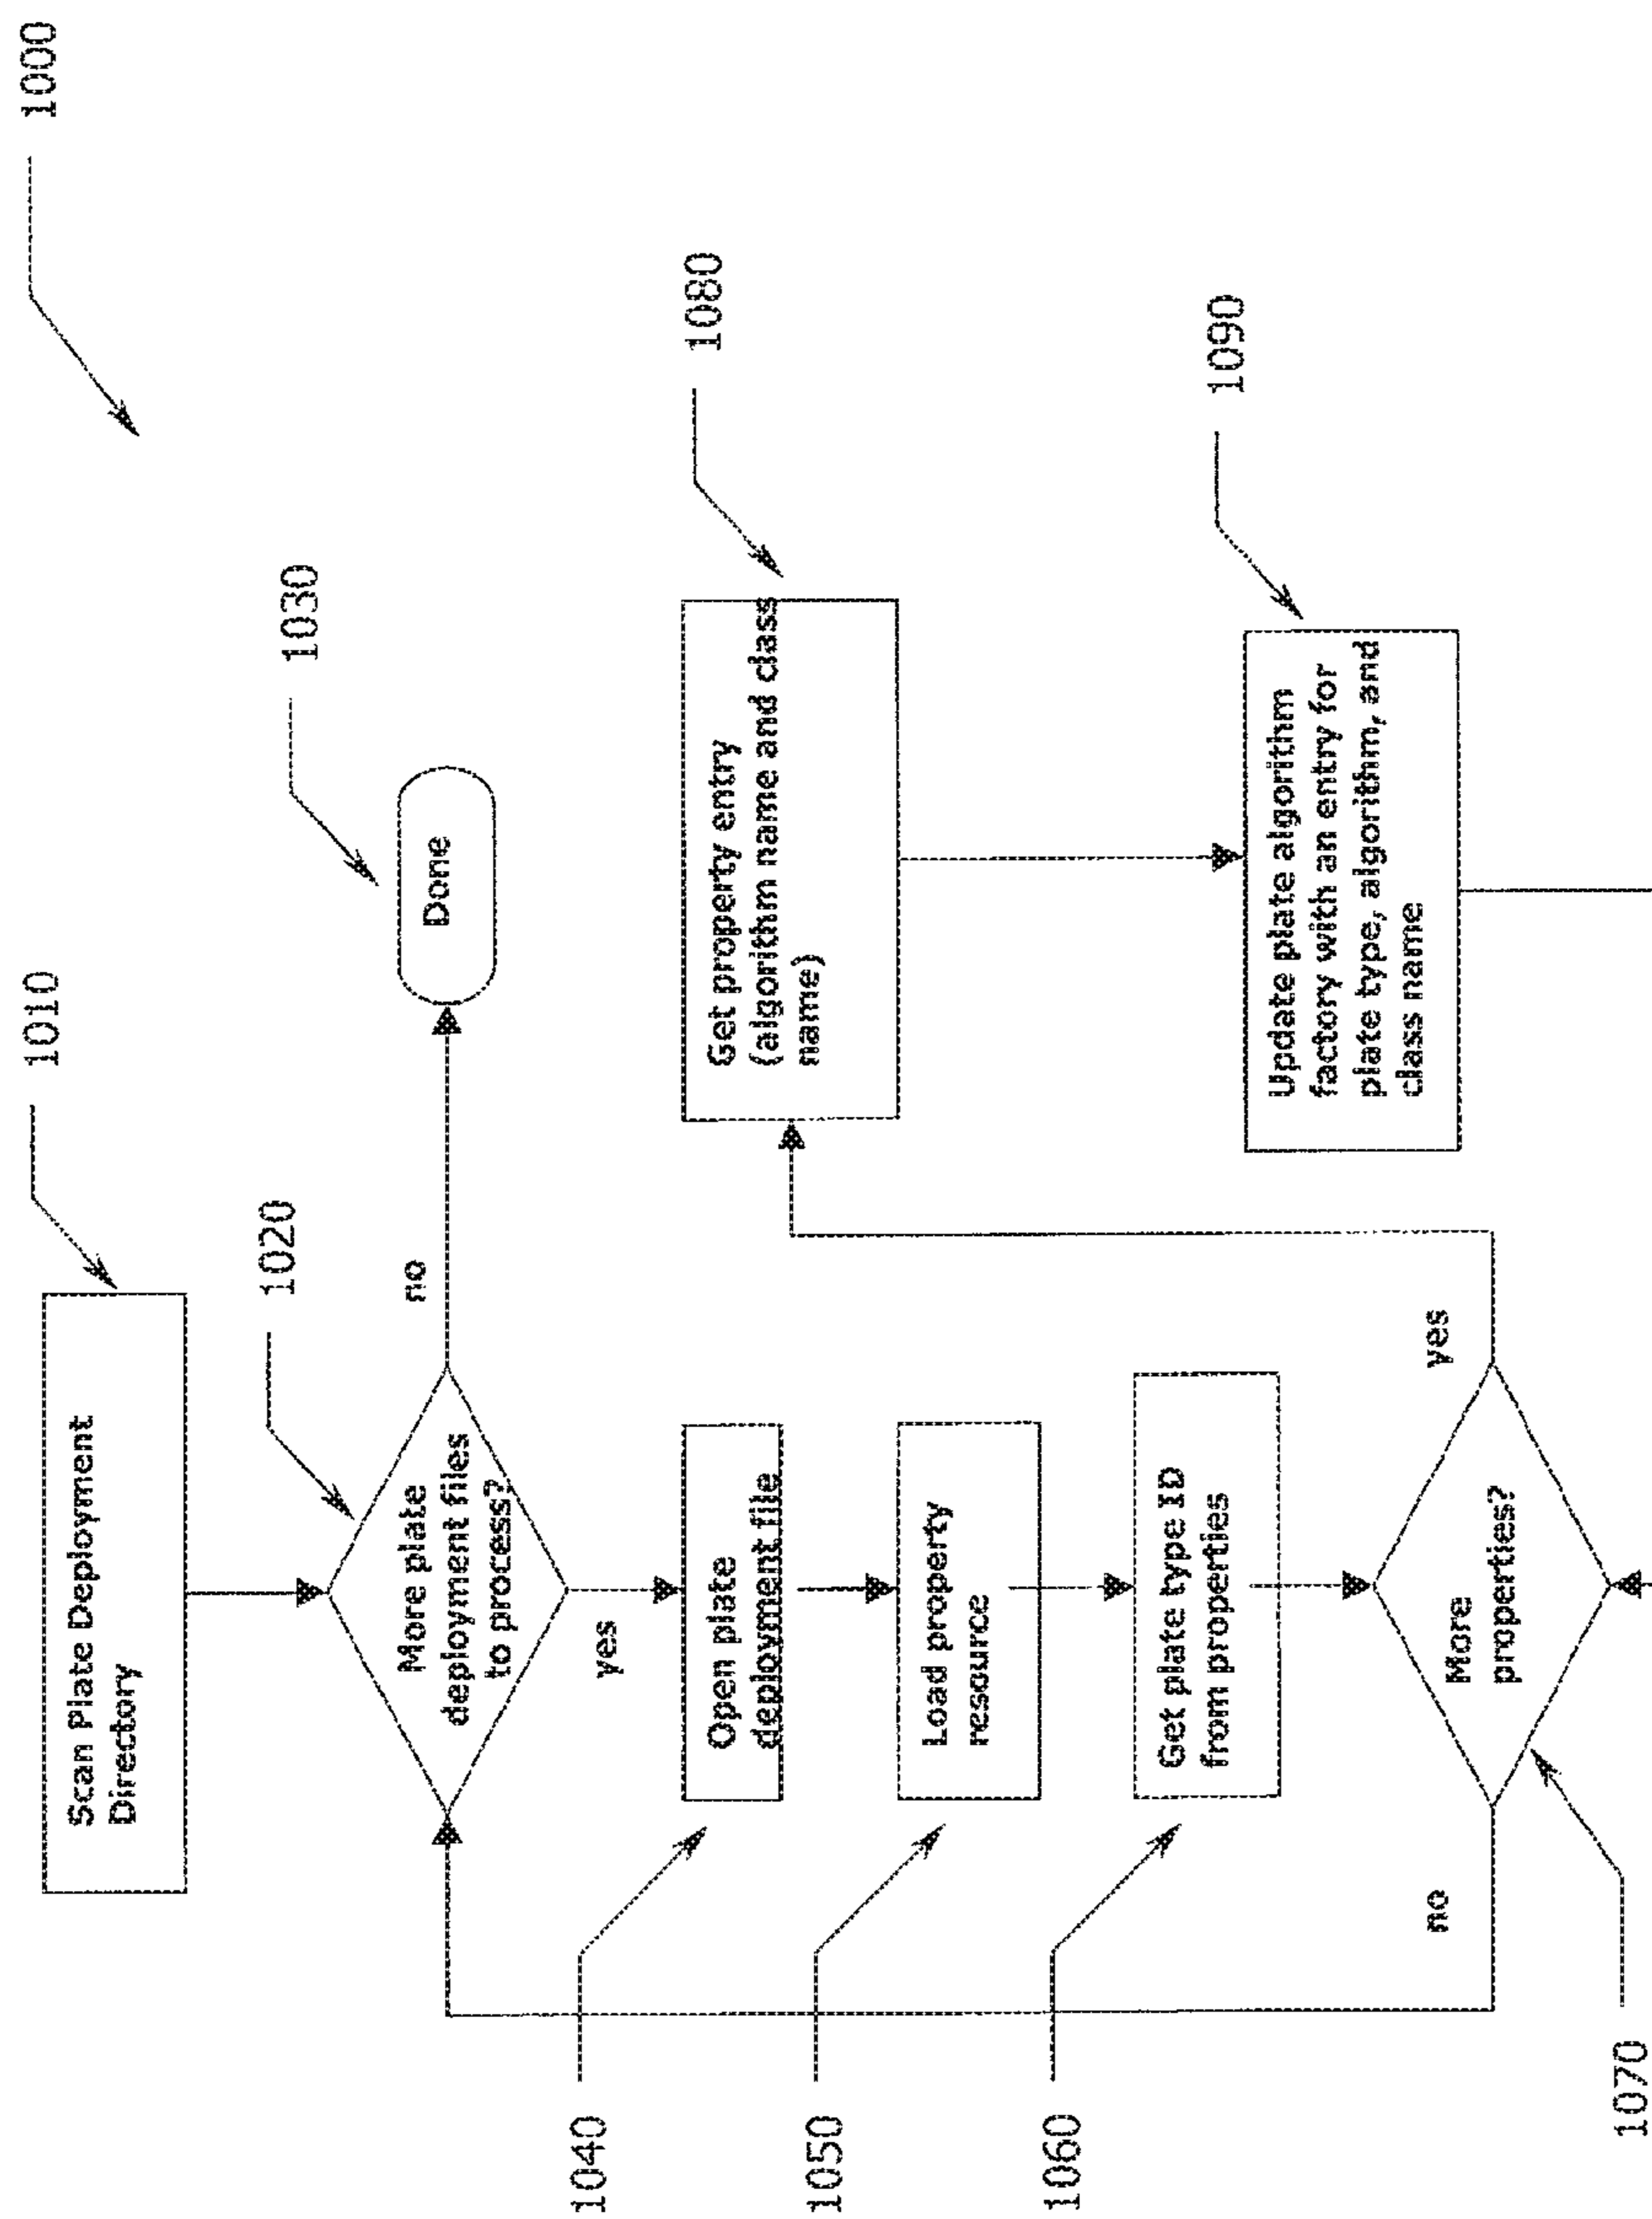 1000
1010
Scan Plate Deployment
Directory
1020
More plate
deployment files
to process?
no
1030
Done
yes
1040
Open plate
deployment file
1050
Load property
resource
1060
Get plate type ID
from properties
1070
More
properties?
no
yes
1080
Get property entry
(algorithm name and class
name)
1090
Update plate algorithm
factory with an entry for
plate type, algorithm, and
class name